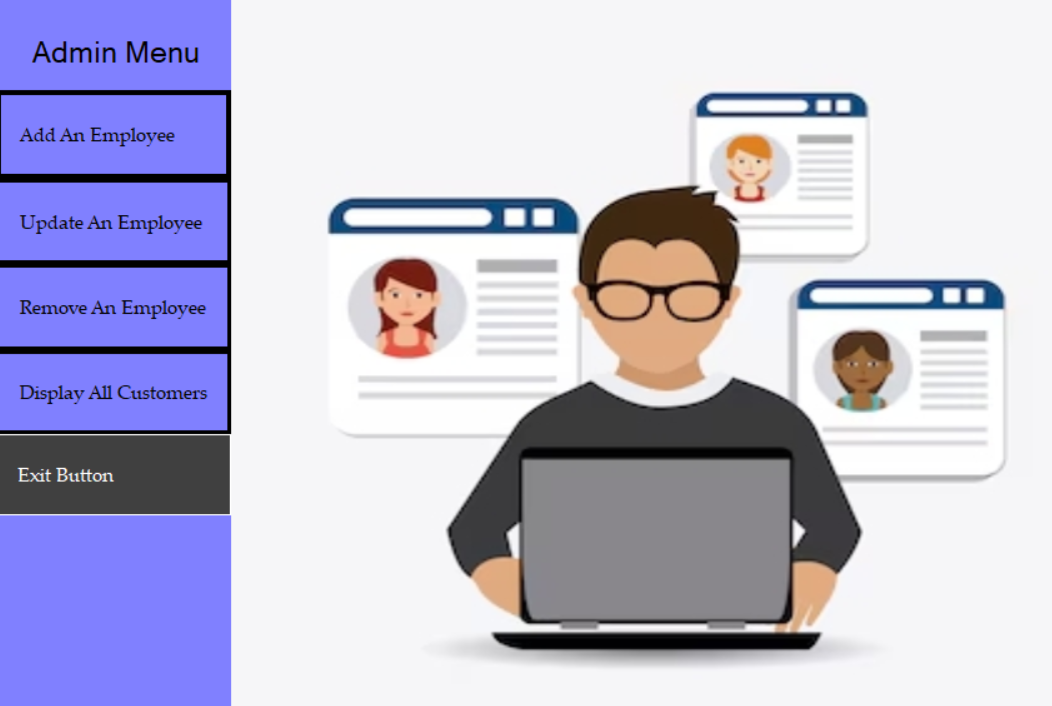 Admin Menu
Add An Employee
Update An Employee
Remove An Employee
Display All Customers
Exit Button